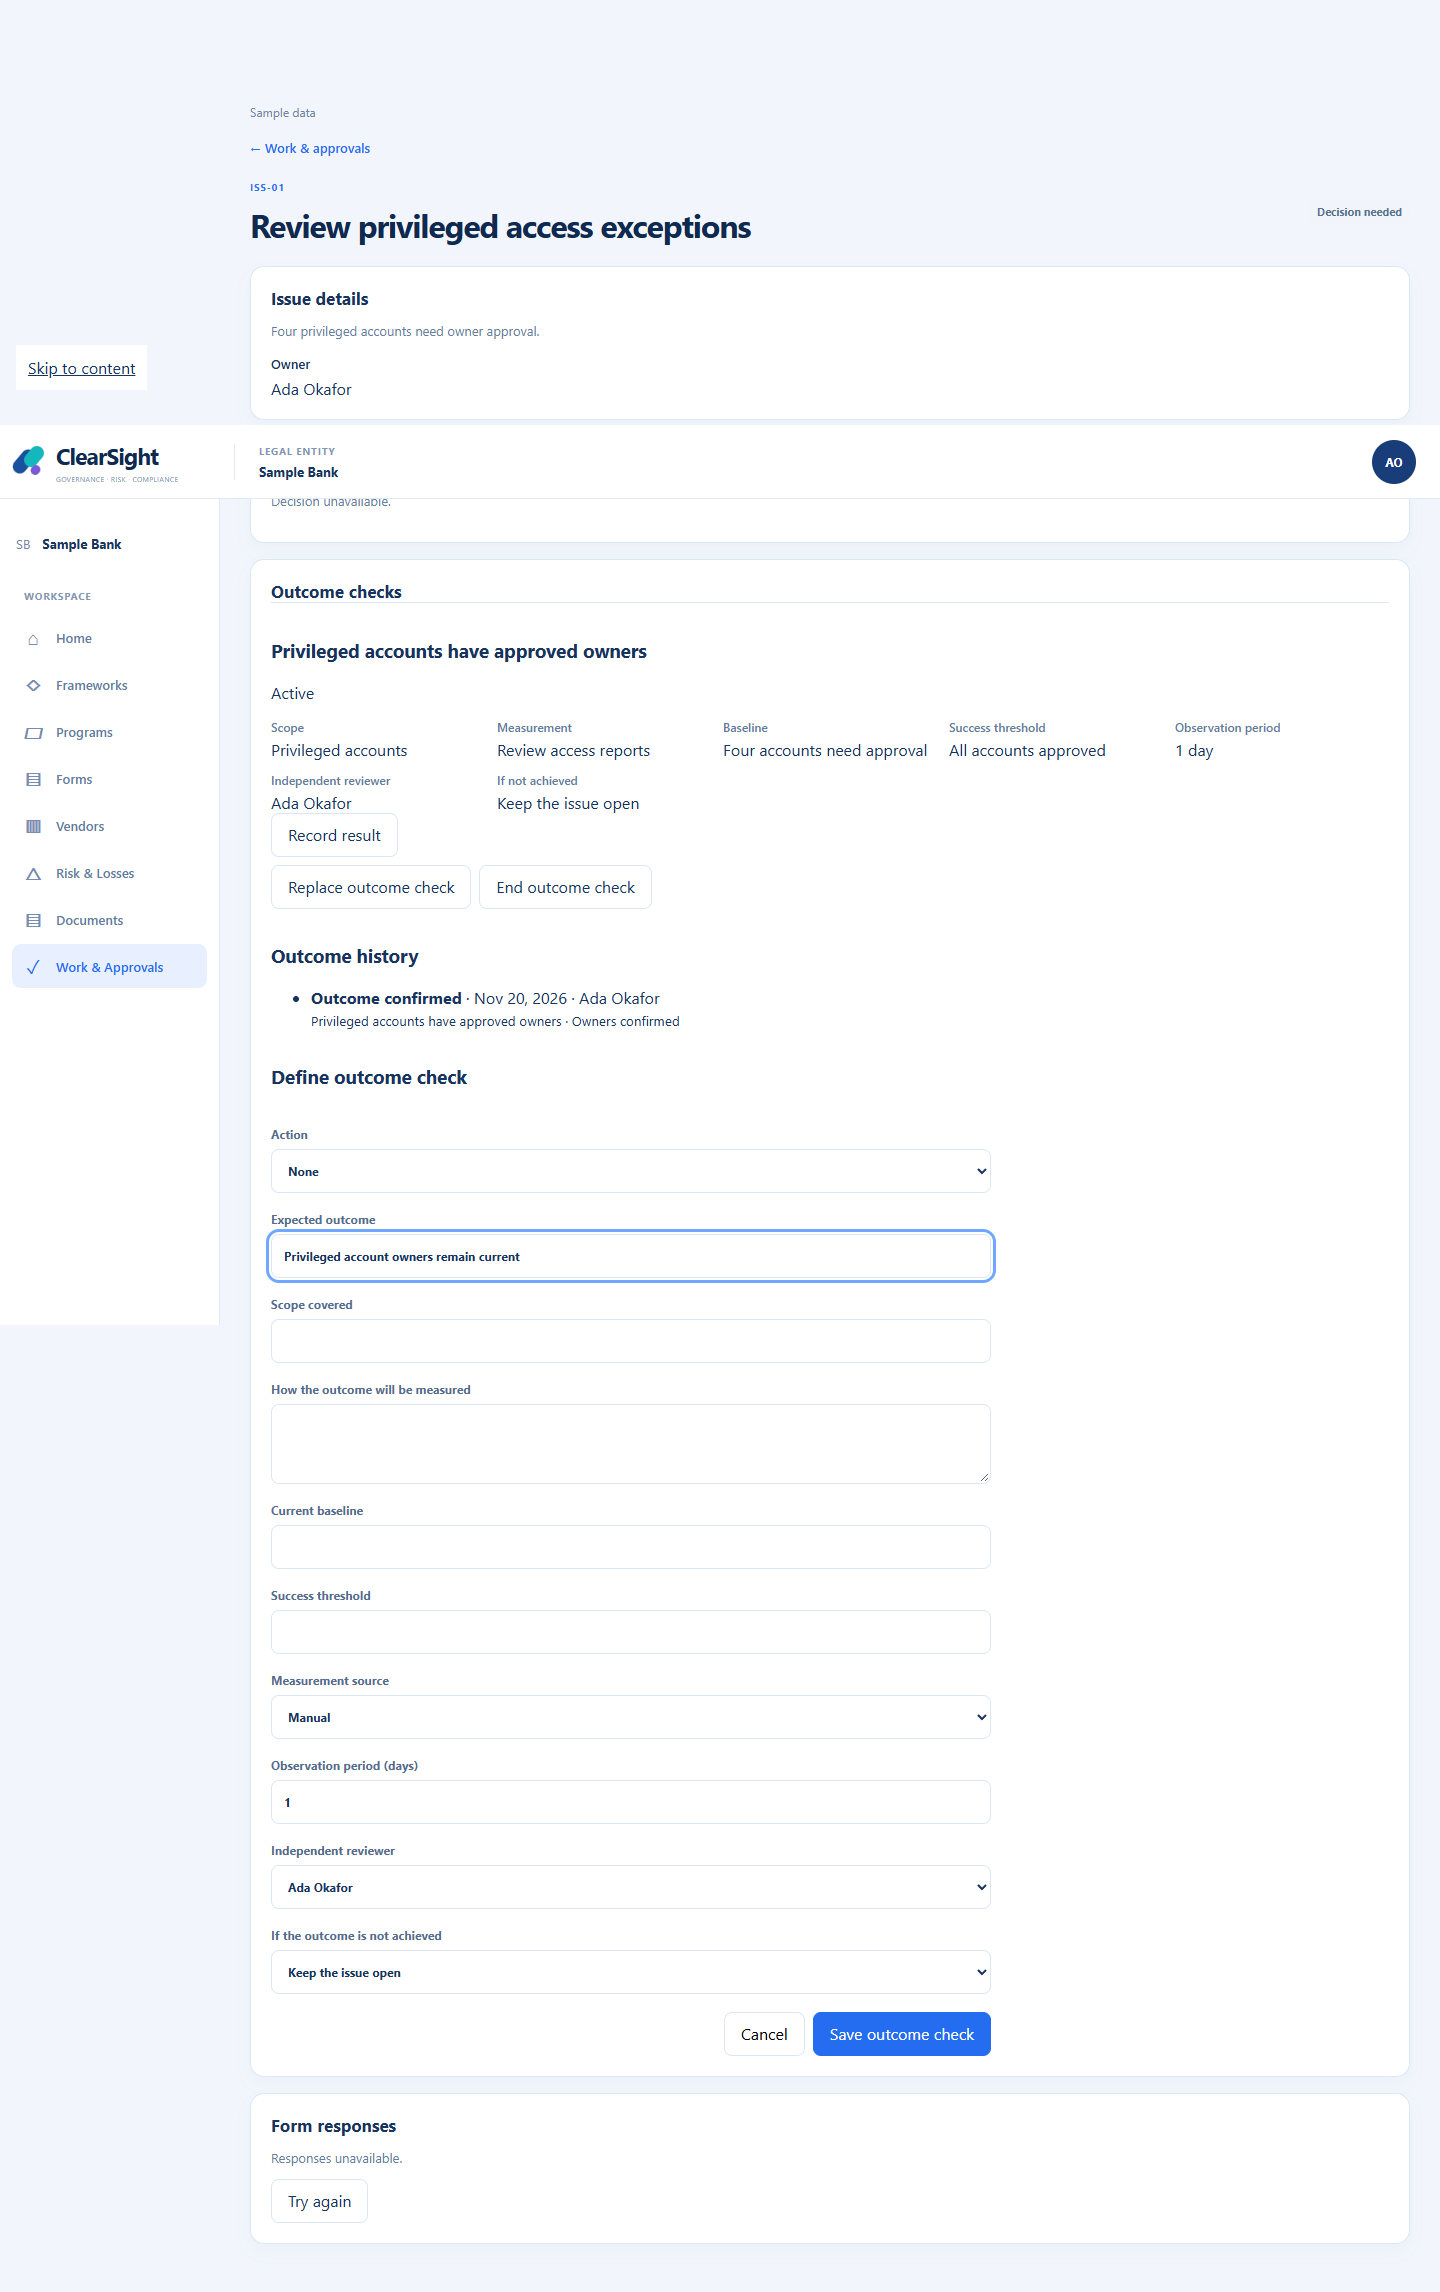 Sample data
← Work & approvals
ISS-01
Review privileged access exceptions
Decision needed
Issue details
Four privileged accounts need owner approval.
Owner
Ada Okafor
Skip to content
ClearSight
GOVERNANCE · RISK · COMPLIANCE
LEGAL ENTITY
Sample Bank
AO
Decision unavailable.
SB Sample Bank
WORKSPACE
Home
Frameworks
Programs
Forms
Vendors
Risk & Losses
Documents
Work & Approvals
Outcome checks
Privileged accounts have approved owners
Active
Scope
Privileged accounts
Measurement
Review access reports
Baseline
Four accounts need approval
Success threshold
All accounts approved
Observation period
1 day
Independent reviewer
Ada Okafor
If not achieved
Keep the issue open
Record result
Replace outcome check
End outcome check
Outcome history
Outcome confirmed · Nov 20, 2026 · Ada Okafor
Privileged accounts have approved owners · Owners confirmed
Define outcome check
Action
None
Expected outcome
Privileged account owners remain current
Scope covered
How the outcome will be measured
Current baseline
Success threshold
Measurement source
Manual
Observation period (days)
1
Independent reviewer
Ada Okafor
If the outcome is not achieved
Keep the issue open
Cancel
Save outcome check
Form responses
Responses unavailable.
Try again